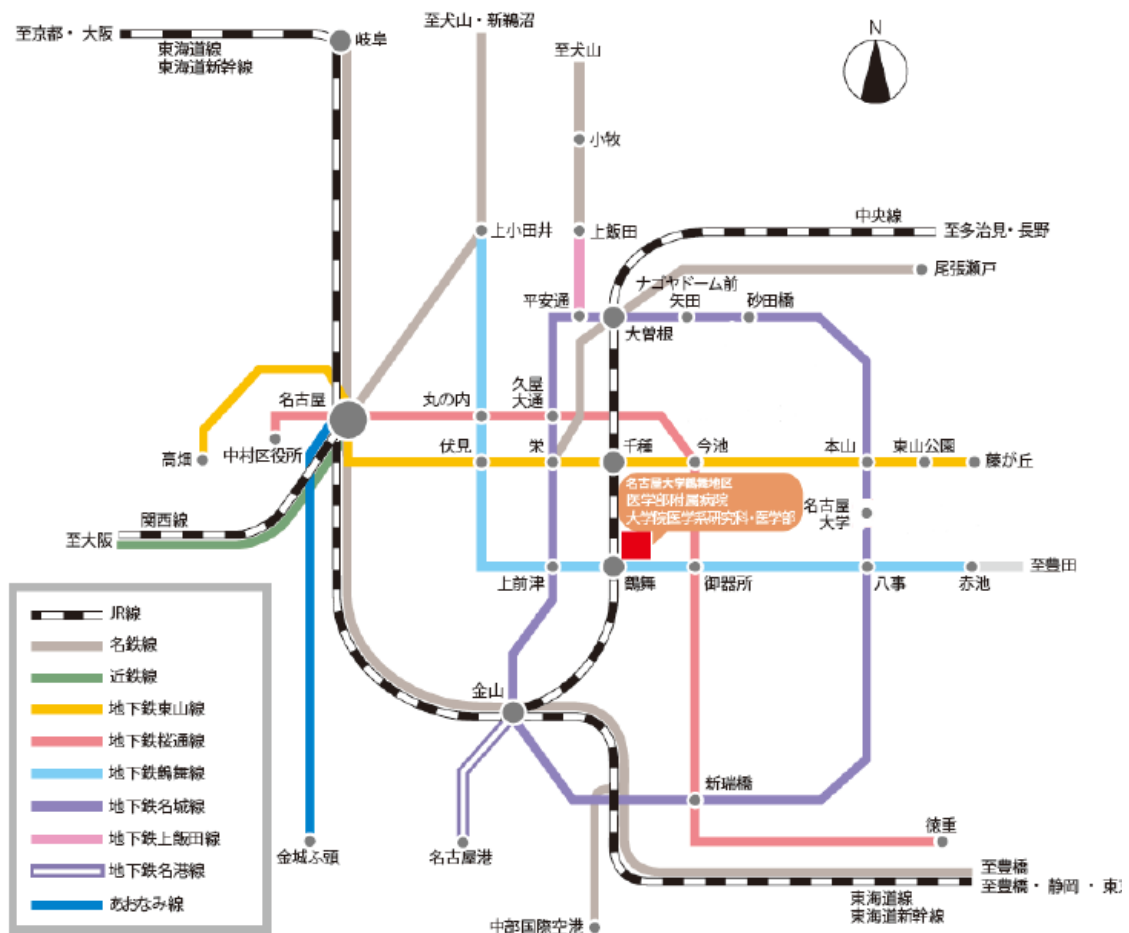 至犬山・新鵜沼
N
至京都・ 大阪
東海道線
東海道新幹線
岐阜
至犬山
小牧
上小田井
上飯田
中央線
至多治見・長野
尾張瀬戸
ナゴヤドーム前
平安通
矢田
砂田橋
大曽根
名古屋
丸の内
久屋
大通
中村区役所
高畑
伏見
栄
千種
今池
本山
東山公園
藤が丘
名古屋大学鶴舞地区
医学部附属病院
大学院医学系研究科・医学部
名古屋
大学
関西線
至大阪
上前津
鶴舞
御器所
八事
赤池
至豊田
JR線
名鉄線
近鉄線
地下鉄東山線
地下鉄桜通線
地下鉄鶴舞線
地下鉄名城線
地下鉄上飯田線
地下鉄名港線
あおなみ線
金山
新瑞橋
徳重
金城ふ頭
名古屋港
至豊橋
至豊橋・ 静岡 ・ 東
東海道線
東海道新幹線
中部国際空港